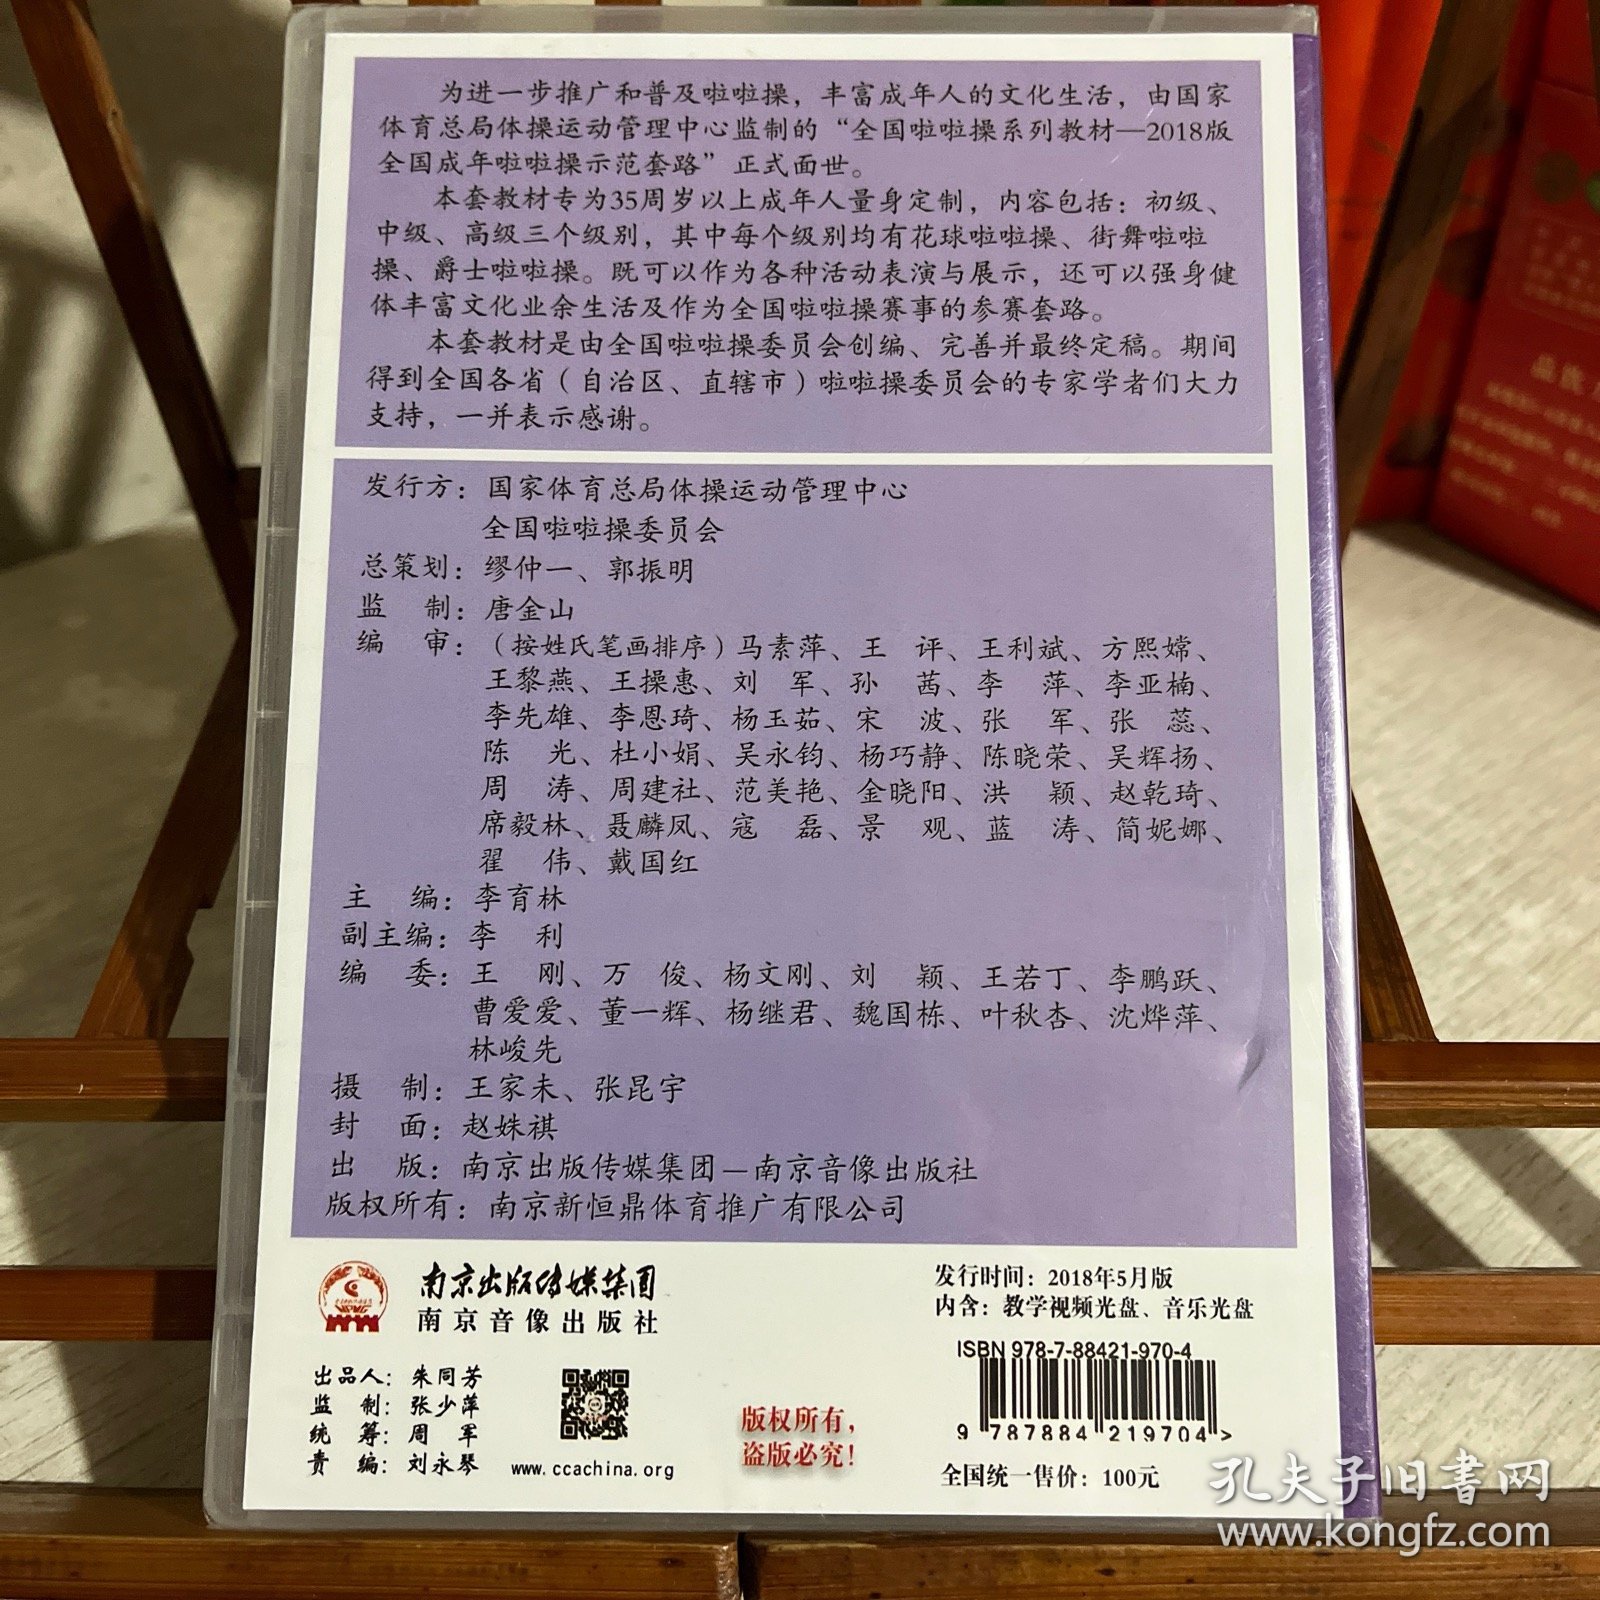 为进一步推广和普及啦啦操，丰富成年人的文化生活，由国家
体育总局体操运动管理中心监制的“全国啦啦操系列教材—2018版
全国成年啦啦操示范套路”正式面世。
本套教材专为35周岁以上成年人量身定制，内容包括：初级、
中级、高级三个级别，其中每个级别均有花球啦啦操、街舞啦啦
操、爵士啦啦操。既可以作为各种活动表演与展示，还可以强身健
体丰富文化业余生活及作为全国啦啦操赛事的参赛套路。
本套教材是由全国啦啦操委员会创编、完善并最终定稿。期间
得到全国各省（自治区、直辖市）啦啦操委员会的专家学者们大力
支持，一并表示感谢。
发行方：国家体育总局体操运动管理中心
全国啦啦操委员会
总策划：缪仲一、郭振明
监 制：唐金山
编 审：（按姓氏笔画排序）马素萍、王 评、王利斌、方熙嫦、
王黎燕、王操惠、刘 军、孙 茜、李 萍、李亚楠、
李先雄、李恩琦、杨玉茹、宋 波、张 军、张 蕊、
陈 光、杜小娟、吴永钧、杨巧静、陈晓荣、吴辉扬、
周 涛、周建社、范美艳、金晓阳、洪 颖、赵乾琦、
席毅林、聂麟凤、寇 磊、景 观、蓝 涛、简妮娜、
翟 伟、戴国红
主 编：李育林
副主编：李 利
编 委：王 刚、万 俊、杨文刚、刘 颖、王若丁、李鹏跃、
曹爱爱、董一辉、杨继君、魏国栋、叶秋杏、沈烨萍、
林峻先
摄 制：王家未、张昆宇
封 面：赵姝祺
出 版：南京出版传媒集团—南京音像出版社
版权所有：南京新恒鼎体育推广有限公司
南京出版传媒集团
南京音像出版社
发行时间：2018年5月版
内含：教学视频光盘、音乐光盘
ISBN 978-7-88421-970-4
9 787884 219704 >
全国统一售价：100元
出品人：朱同芳
监 制：张少萍
统 筹：周 军
责 编：刘永琴
www.ccachina.org
版权所有，
盗版必究！
孔夫子旧书网
www.kongfz.com